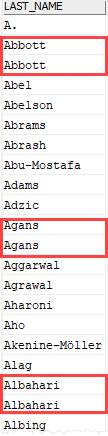 LAST_NAME
A.
Abbott
Abbott
Abel
Abelson
Abrams
Abrash
Abu-Mostafa
Adams
Adzic
Agans
Agans
Aggarwal
Agrawal
Aharoni
Aho
Akenine-Möller
Alag
Albahari
Albahari
Albing